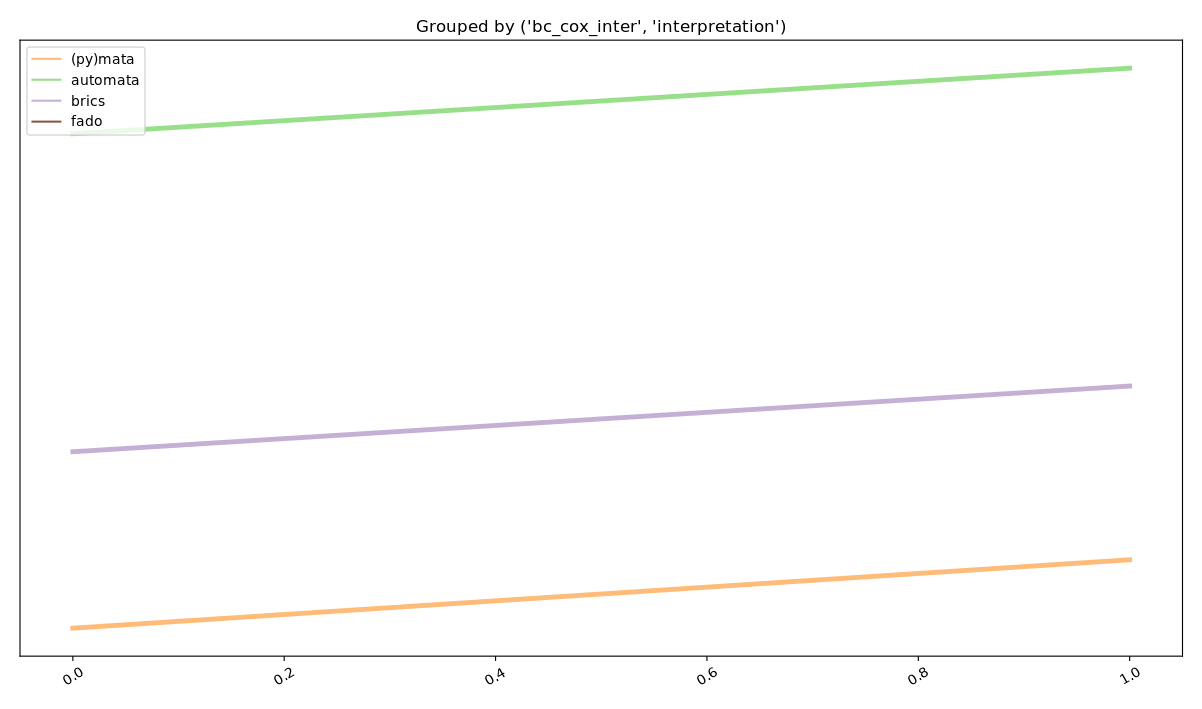 Grouped by ('bc_cox_inter', 'interpretation')
(py)mata
automata
brics
fado
0.0 0.2 0.4 0.6 0.8 1.0